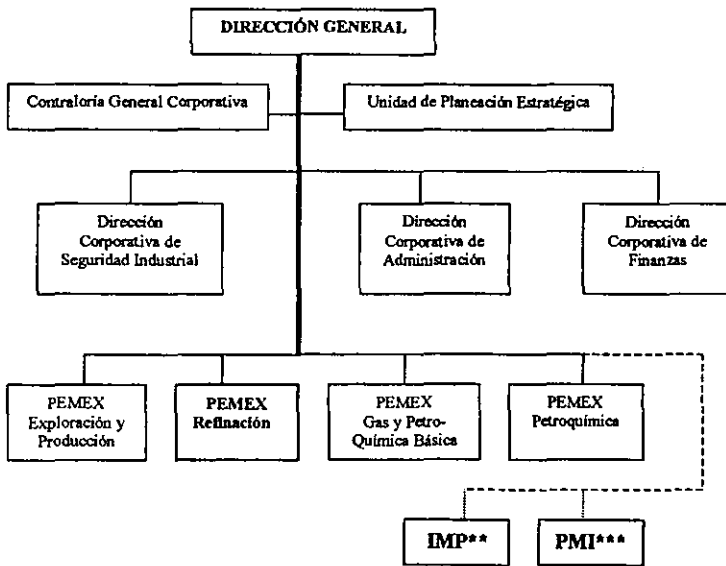 DIRECCIÓN GENERAL
Contraloría General Corporativa
Unidad de Planeación Estratégica
Dirección
Corporativa de
Seguridad Industrial
Dirección
Corporativa de
Administración
Dirección
Corporativa de
Finanzas
PEMEX
Exploración y
Producción
PEMEX
Refinación
PEMEX
Gas y Petro-
Química Básica
PEMEX
Petroquímica
IMP**
PMI***